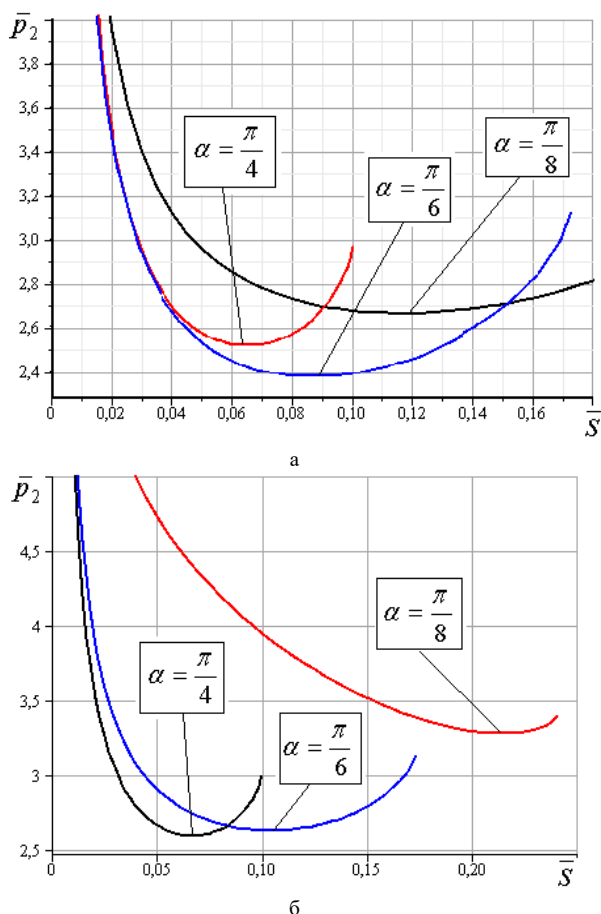 p̅₂
3,8
3,6
3,4
3,2
3,0
2,8
2,6
2,4
α = π/4
α = π/6
α = π/8
0 0,02 0,04 0,06 0,08 0,10 0,12 0,14 0,16
S̅
а
p̅₂
4,5
4
3,5
3
2,5
α = π/4
α = π/6
α = π/8
0 0,05 0,10 0,15 0,20
S̅
б